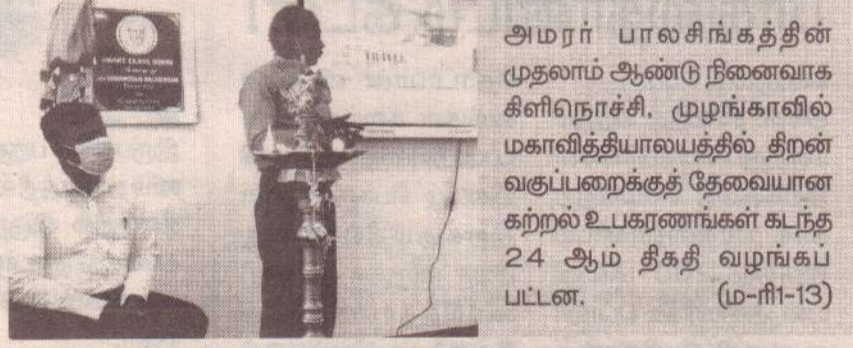 SMART CLASS ROOM
அமரர் பாலசிங்கத்தின்
முதலாம் ஆண்டு நினைவாக
கிளிநொச்சி, முழங்காவில்
மகாவித்தியாலயத்தில் திறன்
வகுப்பறைக்குத் தேவையான
கற்றல் உபகரணங்கள் கடந்த
24 ஆம் திகதி வழங்கப்
பட்டன. (ம-ரி1-13)